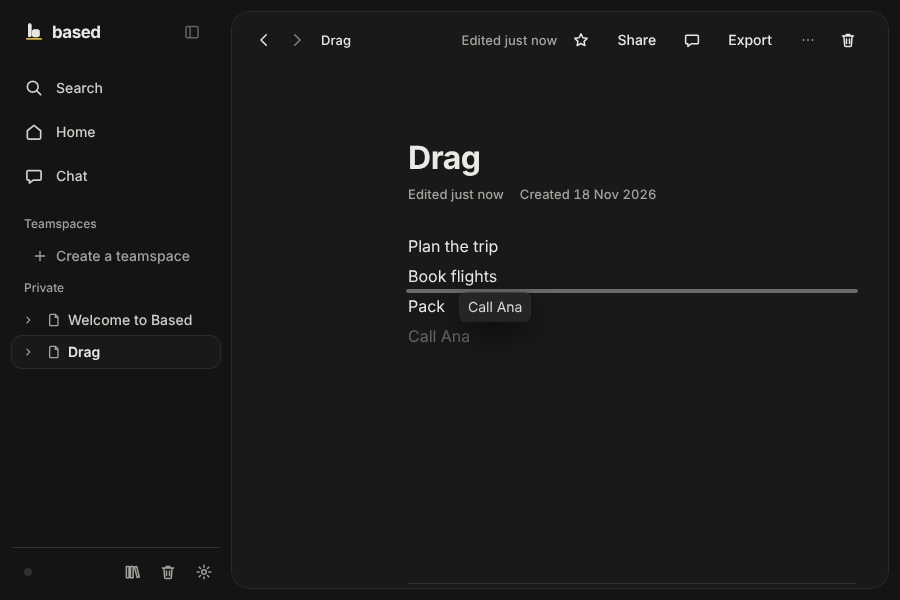 based
Search
Home
Chat
Teamspaces
Create a teamspace
Private
Welcome to Based
Drag
Drag
Edited just now
Share
Export
Drag
Edited just now Created 18 Nov 2026
Plan the trip
Book flights
Pack
Call Ana
Call Ana